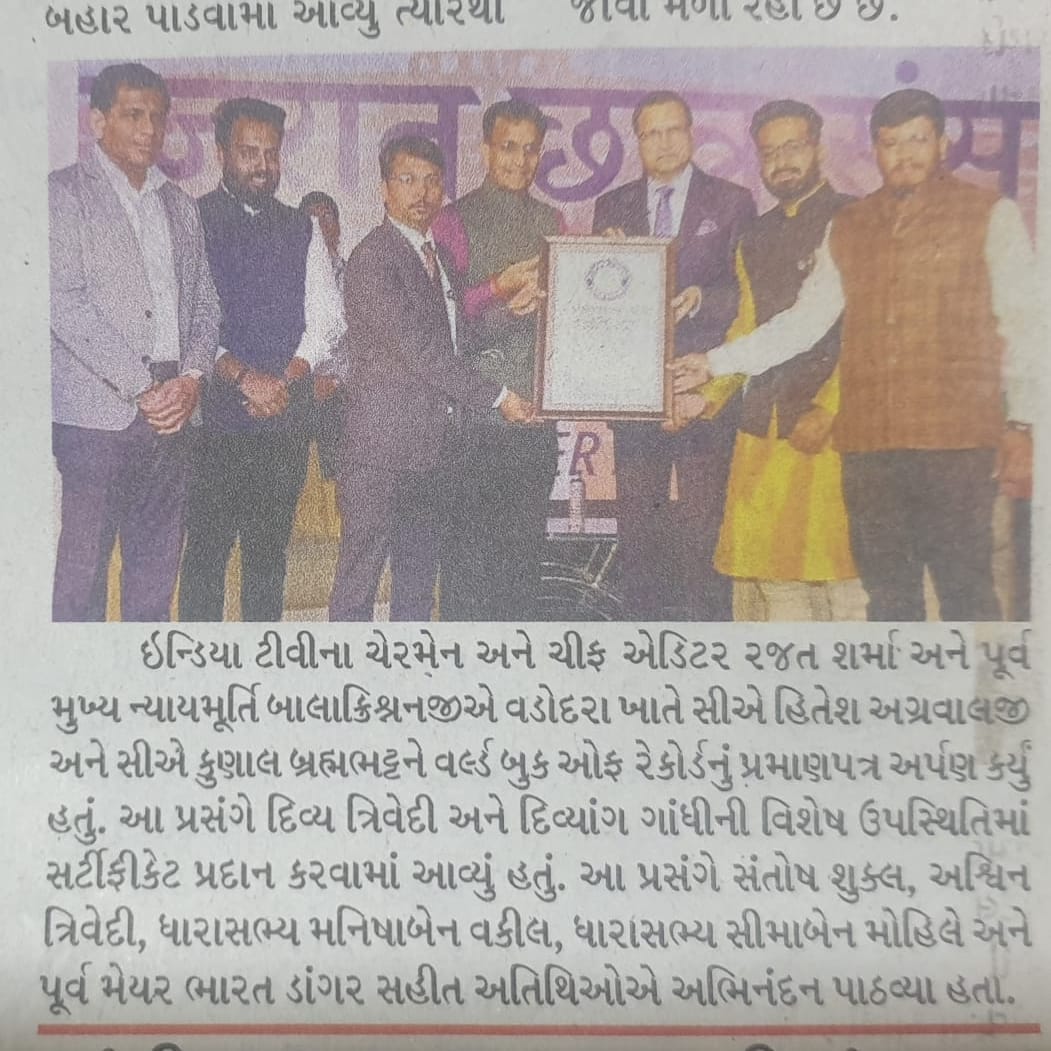 બહાર પાડવામાં આવ્યુ ત્યારથી
જોવા મળી રહી છે છે.
ER
ઇન્ડિયા ટીવીના ચેરમેન અને ચીફ એડિટર રજત શર્મા અને પૂર્વ
મુખ્ય ન્યાયમૂર્તિ બાલાક્રિશ્નનજીએ વડોદરા ખાતે સીએ હિતેશ અગ્રવાલજી
અને સીએ કુણાલ બ્રહ્મભટ્ટને વર્લ્ડ બુક ઓફ રેકોર્ડનું પ્રમાણપત્ર અર્પણ કર્યું
હતું. આ પ્રસંગે દિવ્ય ત્રિવેદી અને દિવ્યાંગ ગાંધીની વિશેષ ઉપસ્થિતિમાં
સર્ટીફીકેટ પ્રદાન કરવામાં આવ્યું હતું. આ પ્રસંગે સંતોષ શુક્લ, અશ્વિન
ત્રિવેદી, ધારાસભ્ય મનિષાબેન વકીલ, ધારાસભ્ય સીમાબેન મોહિલે અને
પૂર્વ મેયર ભારત ડાંગર સહીત અતિથિઓએ અભિનંદન પાઠવ્યા હતા.